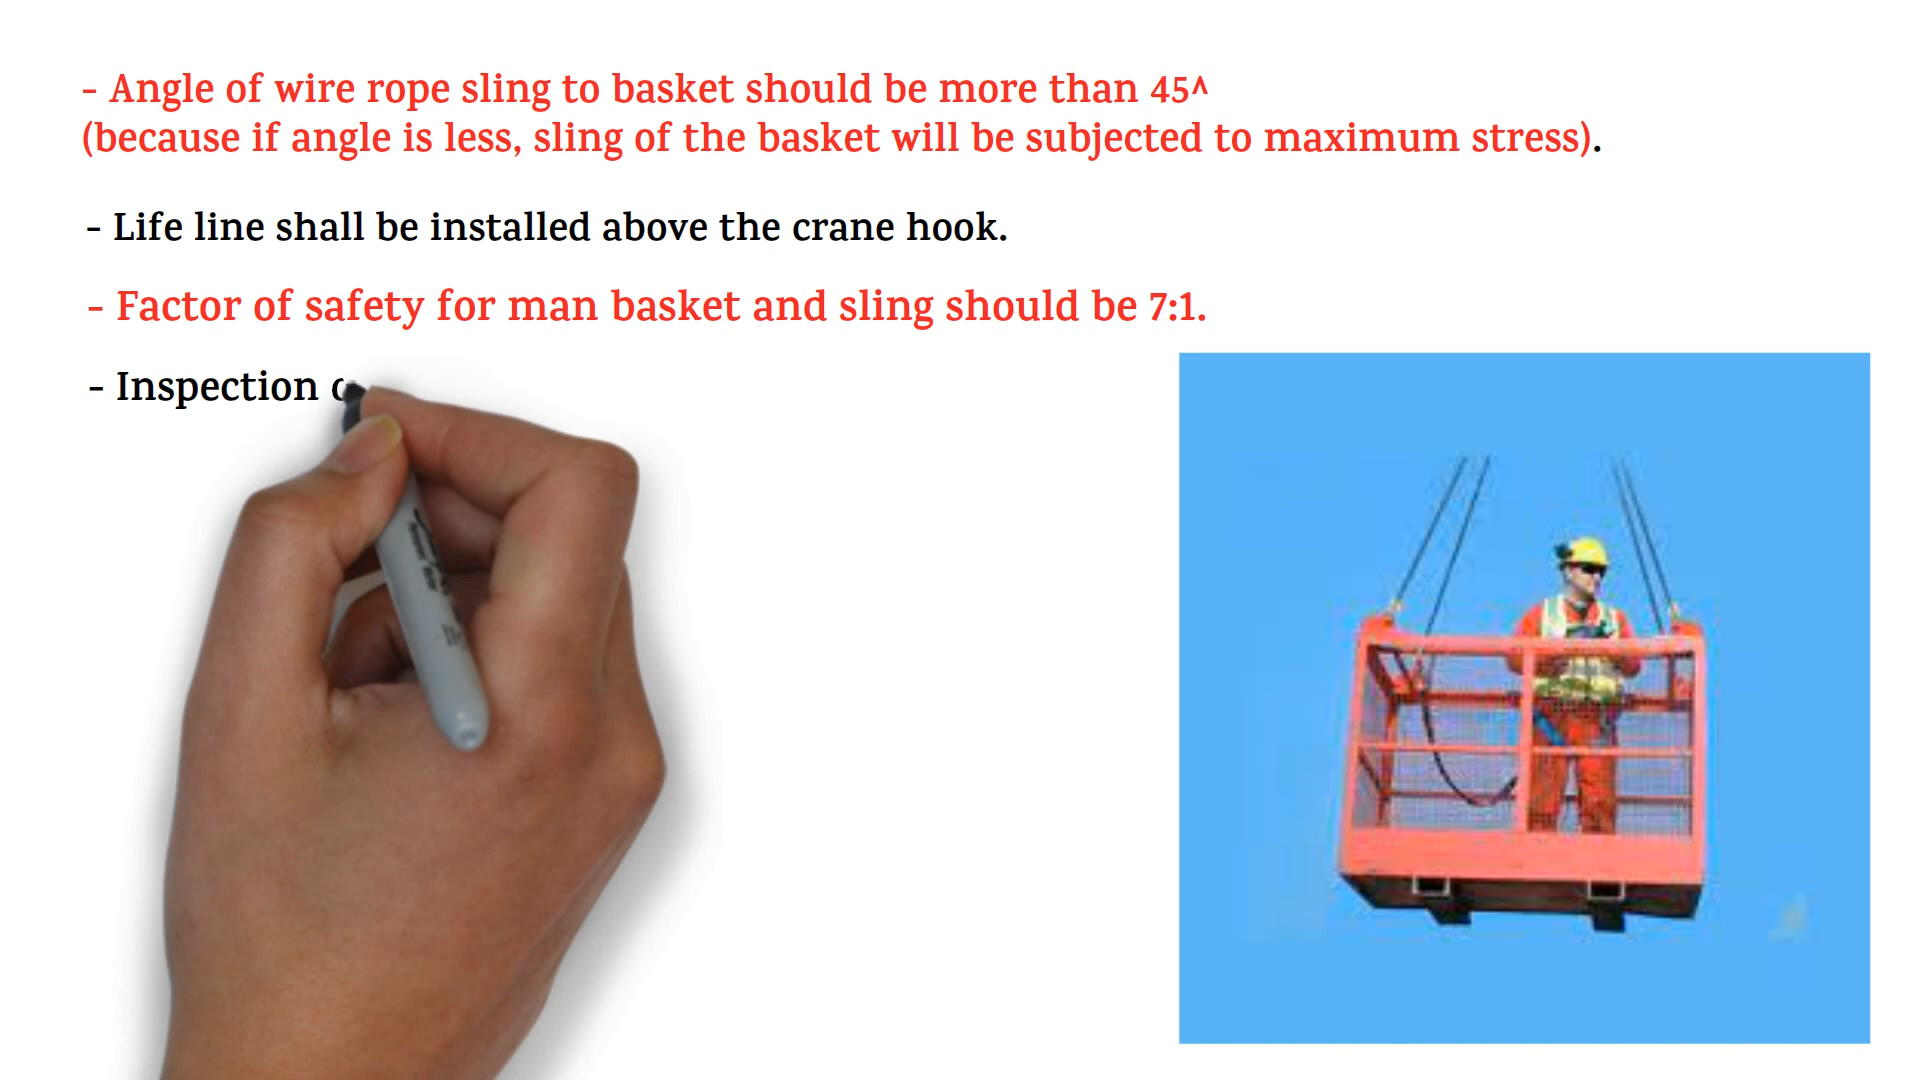 - Angle of wire rope sling to basket should be more than 45^
(because if angle is less, sling of the basket will be subjected to maximum stress).
- Life line shall be installed above the crane hook.
- Factor of safety for man basket and sling should be 7:1.
- Inspection